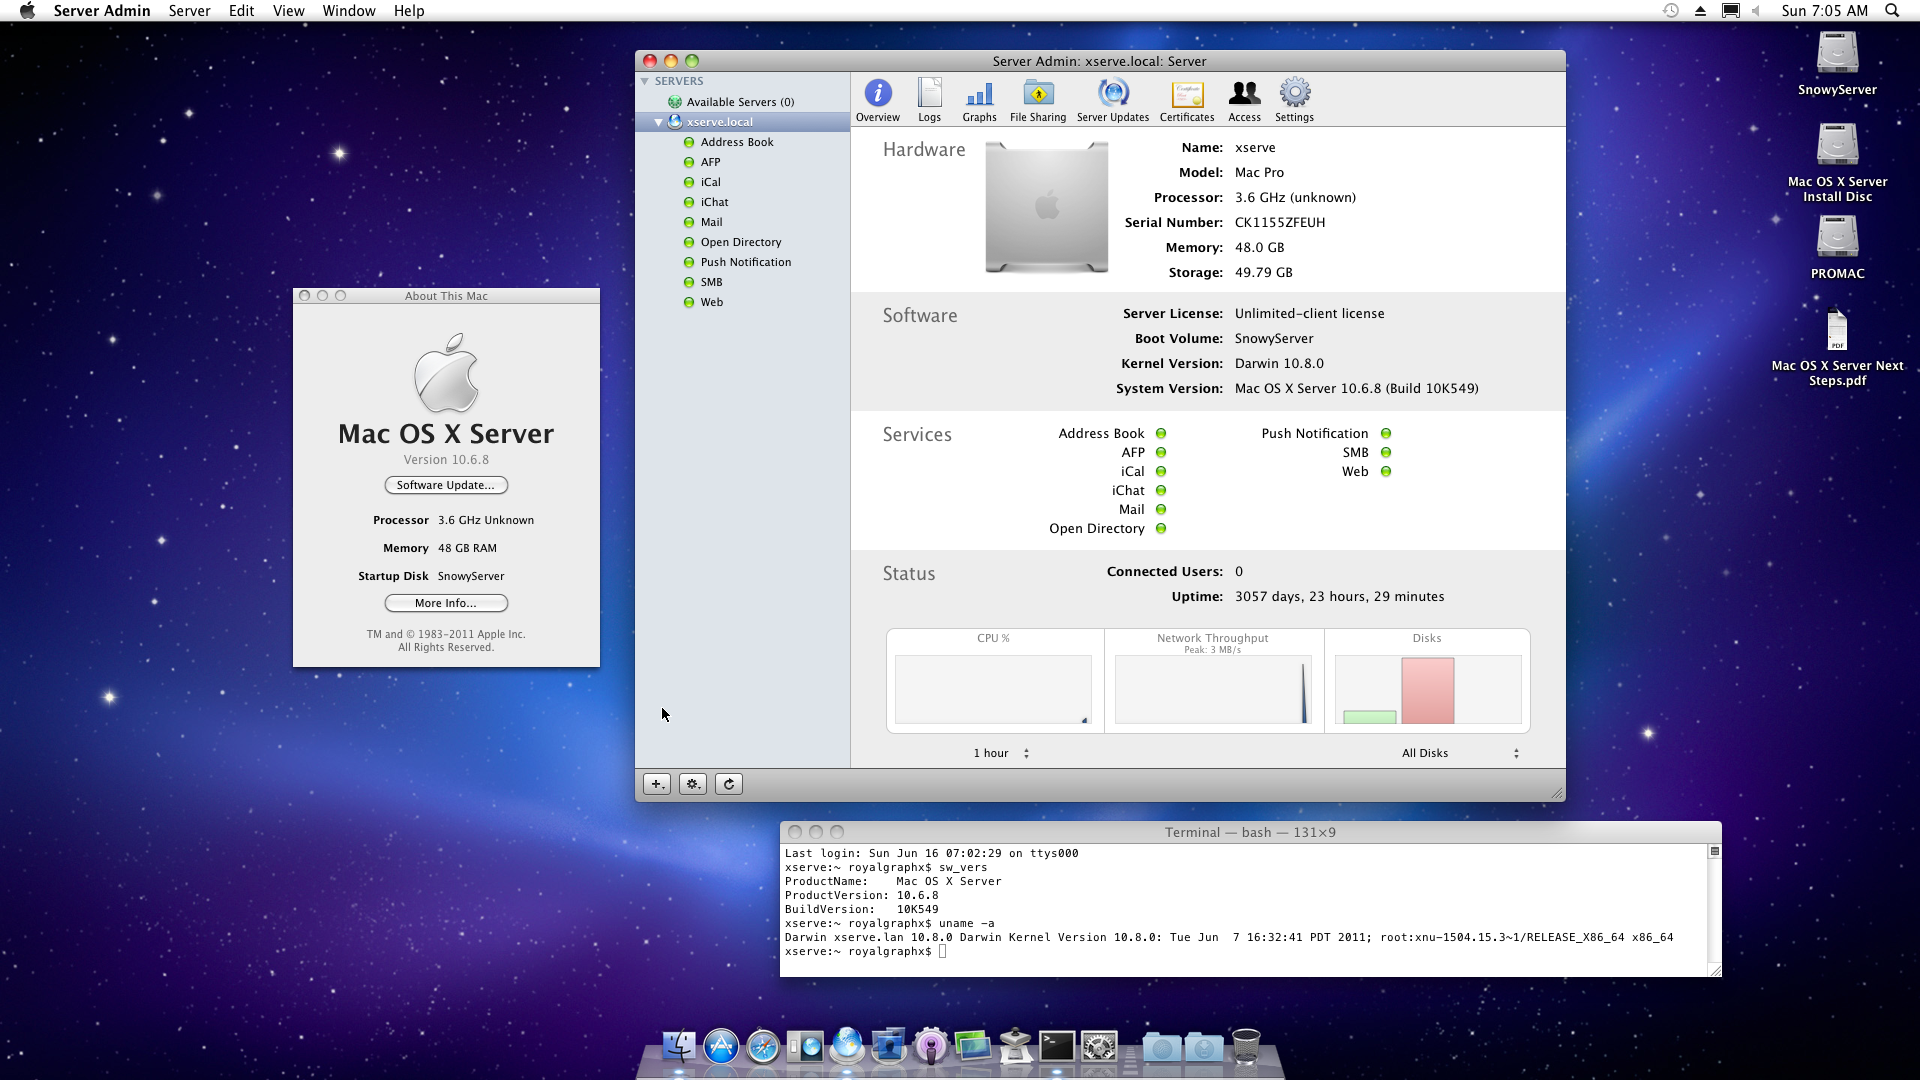 Server Admin Server Edit View Window Help
Sun 7:05 AM
SnowyServer
Mac OS X Server
Install Disc
PROMAC
PDF
Mac OS X Server Next
Steps.pdf
About This Mac
Mac OS X Server
Version 10.6.8
Software Update...
Processor 3.6 GHz Unknown
Memory 48 GB RAM
Startup Disk SnowyServer
More Info...
TM and © 1983-2011 Apple Inc.
All Rights Reserved.
Server Admin: xserve.local: Server
SERVERS
Available Servers (0)
xserve.local
Address Book
AFP
iCal
iChat
Mail
Open Directory
Push Notification
SMB
Web
Overview Logs Graphs File Sharing Server Updates Certificates Access Settings
Hardware
Name: xserve
Model: Mac Pro
Processor: 3.6 GHz (unknown)
Serial Number: CK1155ZFEUH
Memory: 48.0 GB
Storage: 49.79 GB
Software
Server License: Unlimited-client license
Boot Volume: SnowyServer
Kernel Version: Darwin 10.8.0
System Version: Mac OS X Server 10.6.8 (Build 10K549)
Services
Address Book Push Notification
AFP SMB
iCal Web
iChat
Mail
Open Directory
Status
Connected Users: 0
Uptime: 3057 days, 23 hours, 29 minutes
CPU % Network Throughput Disks
Peak: 3 MB/s
1 hour All Disks
Terminal — bash — 131×9
Last login: Sun Jun 16 07:02:29 on ttys000
xserve:~ royalgraphx$ sw_vers
ProductName:    Mac OS X Server
ProductVersion: 10.6.8
BuildVersion:   10K549
xserve:~ royalgraphx$ uname -a
Darwin xserve.lan 10.8.0 Darwin Kernel Version 10.8.0: Tue Jun  7 16:32:41 PDT 2011; root:xnu-1504.15.3~1/RELEASE_X86_64 x86_64
xserve:~ royalgraphx$